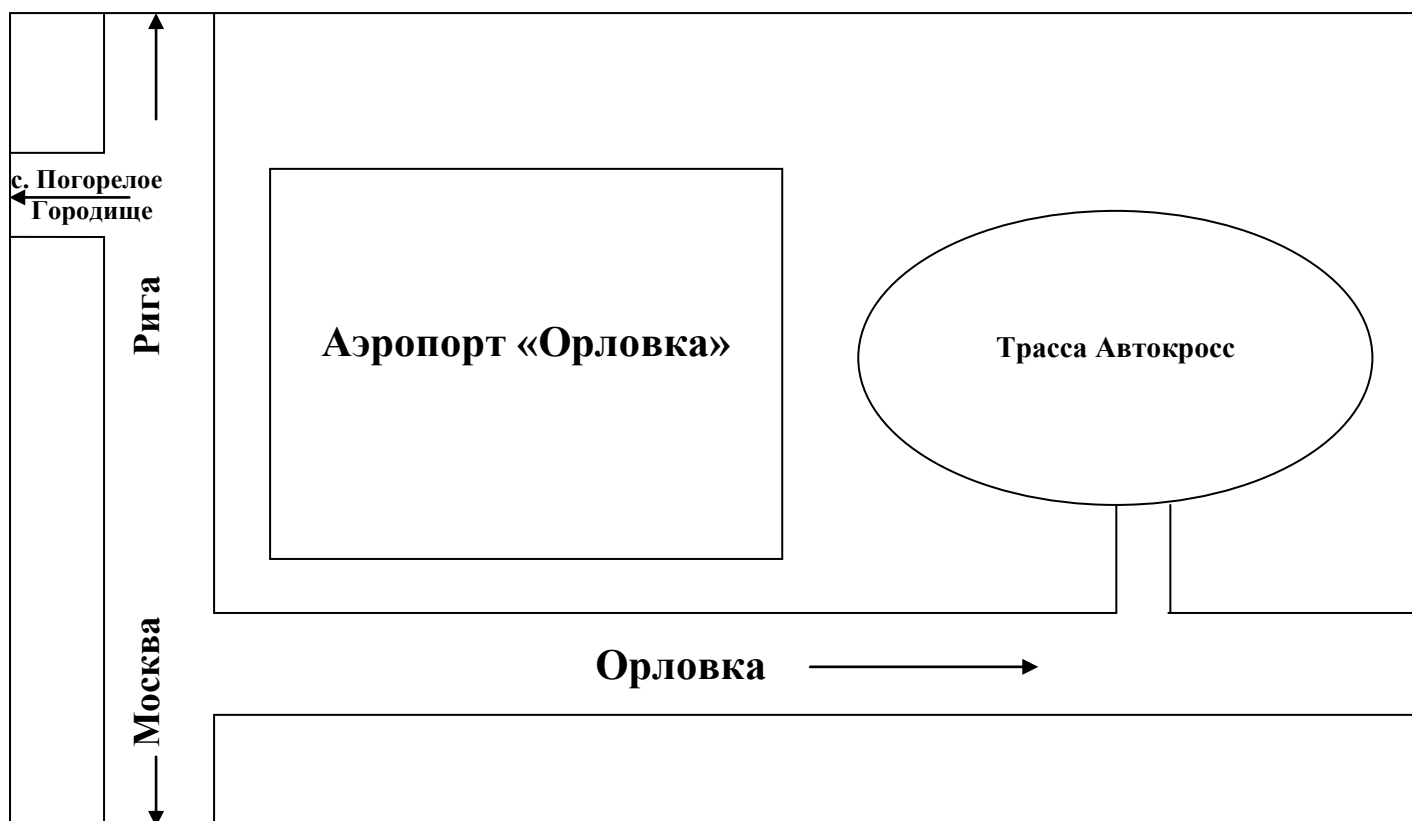 с. Погорелое
Городище
Рига
Аэропорт «Орловка»
Трасса Автокросс
Москва
Орловка